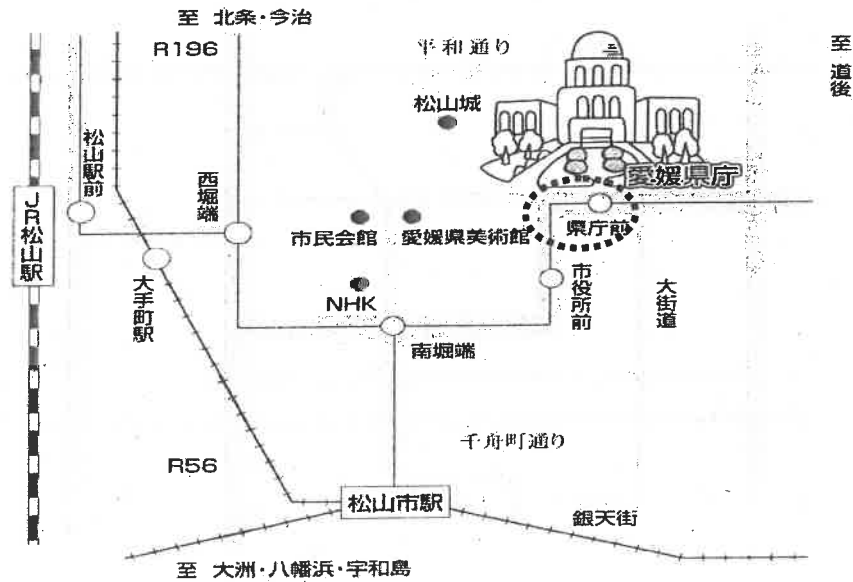 至 北条・今治
R196
平和通り
至 道後
松山城
松山駅前
西堀端
愛媛県庁
JR松山駅
市民会館
愛媛県美術館
県庁前
大手町駅
NHK
市役所前
大街道
南堀端
千舟町通り
R56
松山市駅
銀天街
至 大洲・八幡浜・宇和島